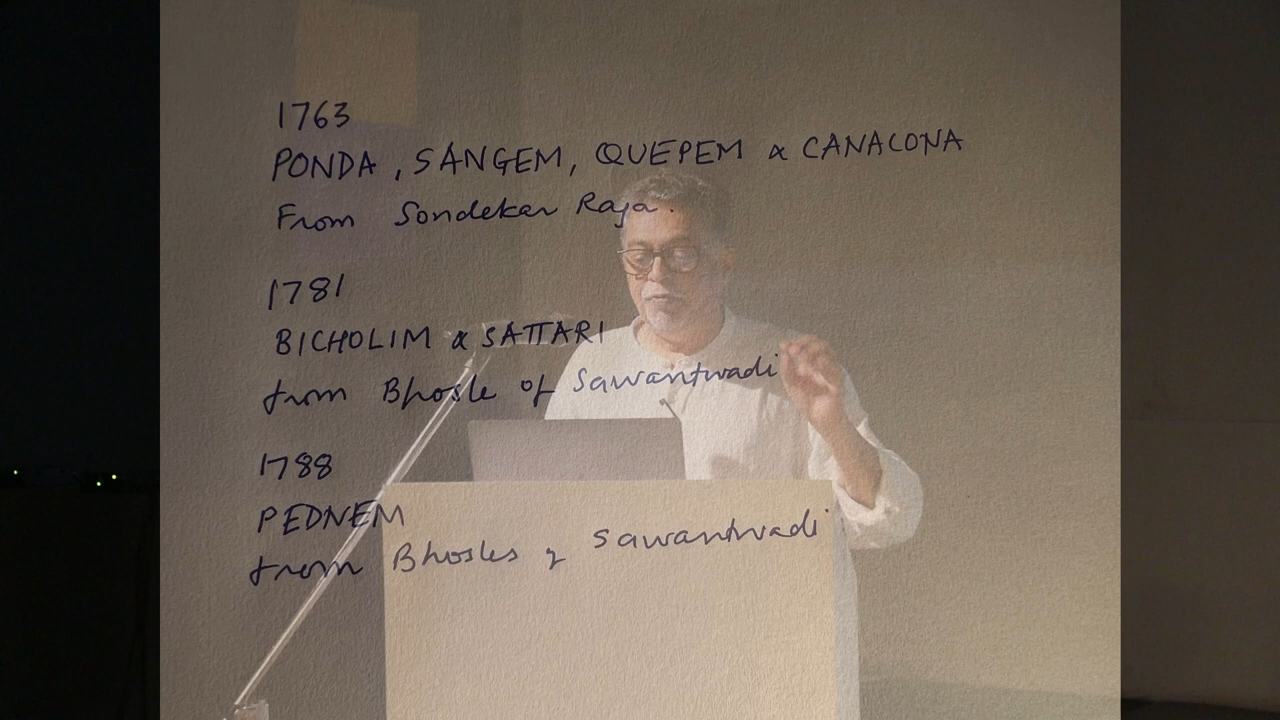 1763
PONDA, SANGEM, QUEPEM & CANACONA
From Sondekar Raja.
1781
BICHOLIM & SATTARI
from Bhosle of Sawantwadi
1788
PEDNEM
from Bhosles of Sawantwadi